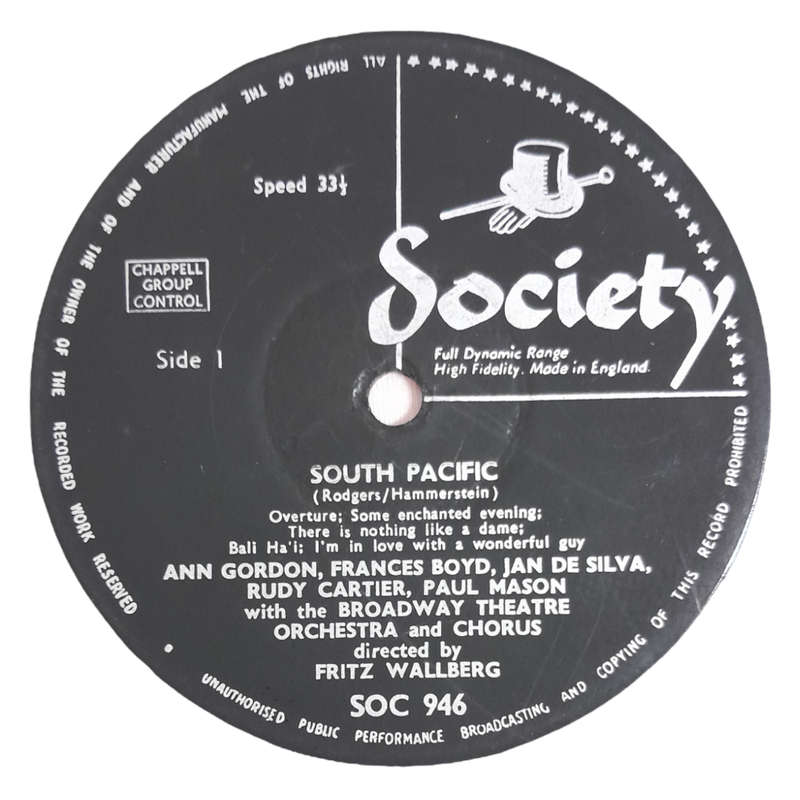 ALL RIGHTS OF THE MANUFACTURER AND OF THE OWNER OF THE RECORDED WORK RESERVED
Speed 33⅓
CHAPPELL
GROUP
CONTROL
Side 1
Society
Full Dynamic Range
High Fidelity. Made in England.
SOUTH PACIFIC
(Rodgers/Hammerstein)
Overture; Some enchanted evening;
There is nothing like a dame;
Bali Ha'i; I'm in love with a wonderful guy
ANN GORDON, FRANCES BOYD, JAN DE SILVA,
RUDY CARTIER, PAUL MASON
with the BROADWAY THEATRE
ORCHESTRA and CHORUS
directed by
FRITZ WALLBERG
SOC 946
UNAUTHORISED PUBLIC PERFORMANCE BROADCASTING AND COPYING OF THIS RECORD PROHIBITED